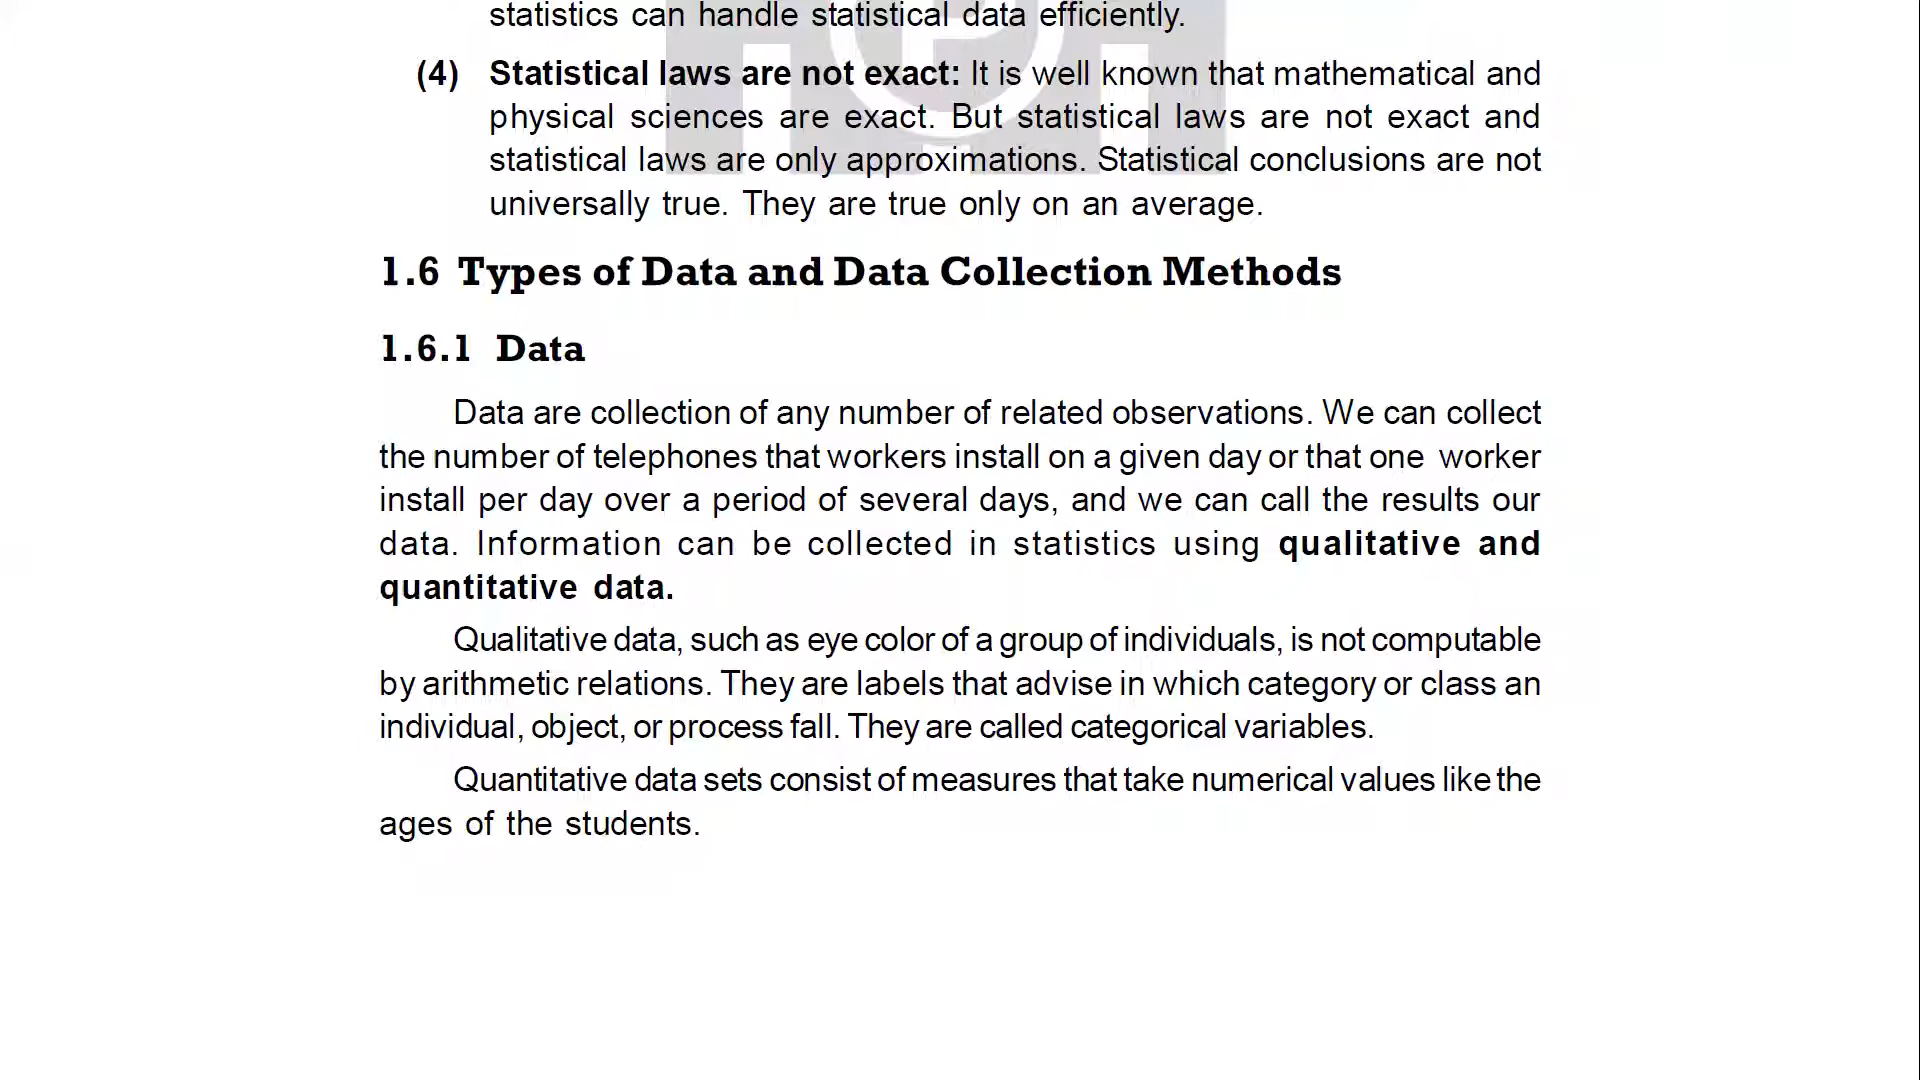 statistics can handle statistical data efficiently.
(4) Statistical laws are not exact: It is well known that mathematical and
physical sciences are exact. But statistical laws are not exact and
statistical laws are only approximations. Statistical conclusions are not
universally true. They are true only on an average.
1.6 Types of Data and Data Collection Methods
1.6.1 Data
Data are collection of any number of related observations. We can collect
the number of telephones that workers install on a given day or that one worker
install per day over a period of several days, and we can call the results our
data. Information can be collected in statistics using qualitative and
quantitative data.
Qualitative data, such as eye color of a group of individuals, is not computable
by arithmetic relations. They are labels that advise in which category or class an
individual, object, or process fall. They are called categorical variables.
Quantitative data sets consist of measures that take numerical values like the
ages of the students.